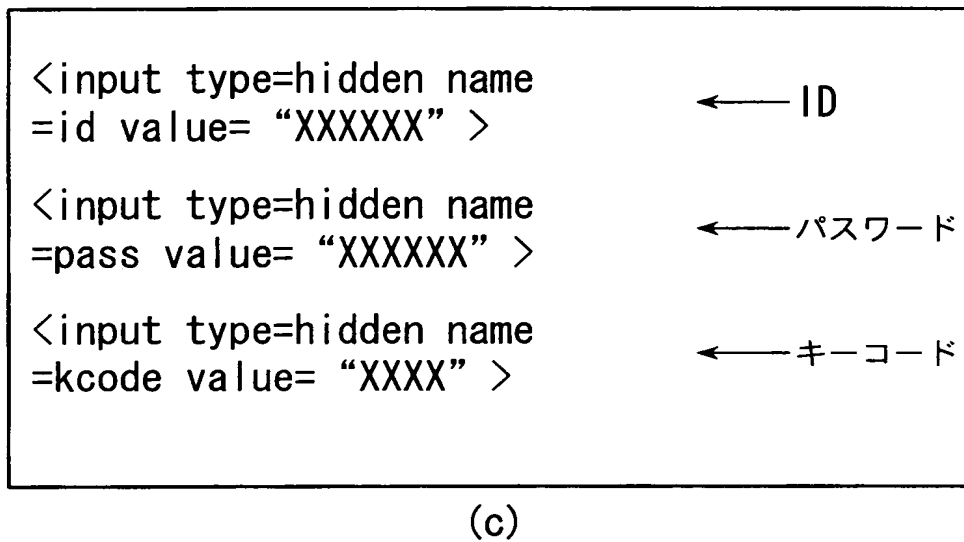 <input type=hidden name
=id value= “XXXXXX” >
←ID
<input type=hidden name
=pass value= “XXXXXX” >
←パスワード
<input type=hidden name
=kcode value= “XXXX” >
←キーコード
(c)